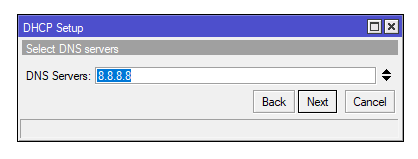 DHCP Setup
Select DNS servers
DNS Servers: 8.8.8.8
Back Next Cancel